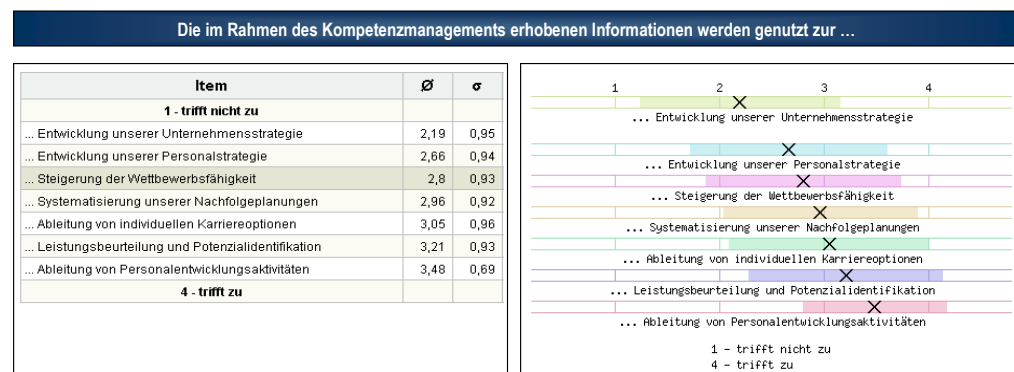 Die im Rahmen des Kompetenzmanagements erhobenen Informationen werden genutzt zur …
Item Ø σ
1 - trifft nicht zu
... Entwicklung unserer Unternehmensstrategie 2,19 0,95
... Entwicklung unserer Personalstrategie 2,66 0,94
... Steigerung der Wettbewerbsfähigkeit 2,8 0,93
... Systematisierung unserer Nachfolgeplanungen 2,96 0,92
... Ableitung von individuellen Karriereoptionen 3,05 0,96
... Leistungsbeurteilung und Potenzialidentifikation 3,21 0,93
... Ableitung von Personalentwicklungsaktivitäten 3,48 0,69
4 - trifft zu
1 2 3 4
... Entwicklung unserer Unternehmensstrategie
... Entwicklung unserer Personalstrategie
... Steigerung der Wettbewerbsfähigkeit
... Systematisierung unserer Nachfolgeplanungen
... Ableitung von individuellen Karriereoptionen
... Leistungsbeurteilung und Potenzialidentifikation
... Ableitung von Personalentwicklungsaktivitäten
1 - trifft nicht zu
4 - trifft zu